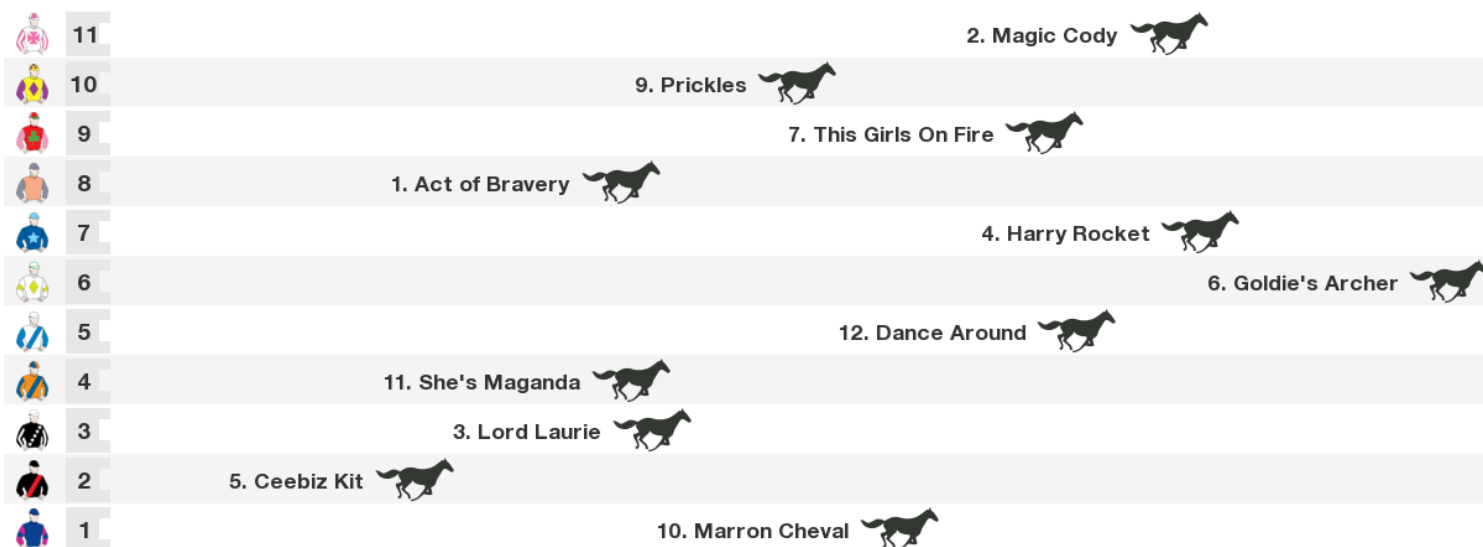 11 2. Magic Cody
10 9. Prickles
9 7. This Girls On Fire
8 1. Act of Bravery
7 4. Harry Rocket
6 6. Goldie's Archer
5 12. Dance Around
4 11. She's Maganda
3 3. Lord Laurie
2 5. Ceebiz Kit
1 10. Marron Cheval